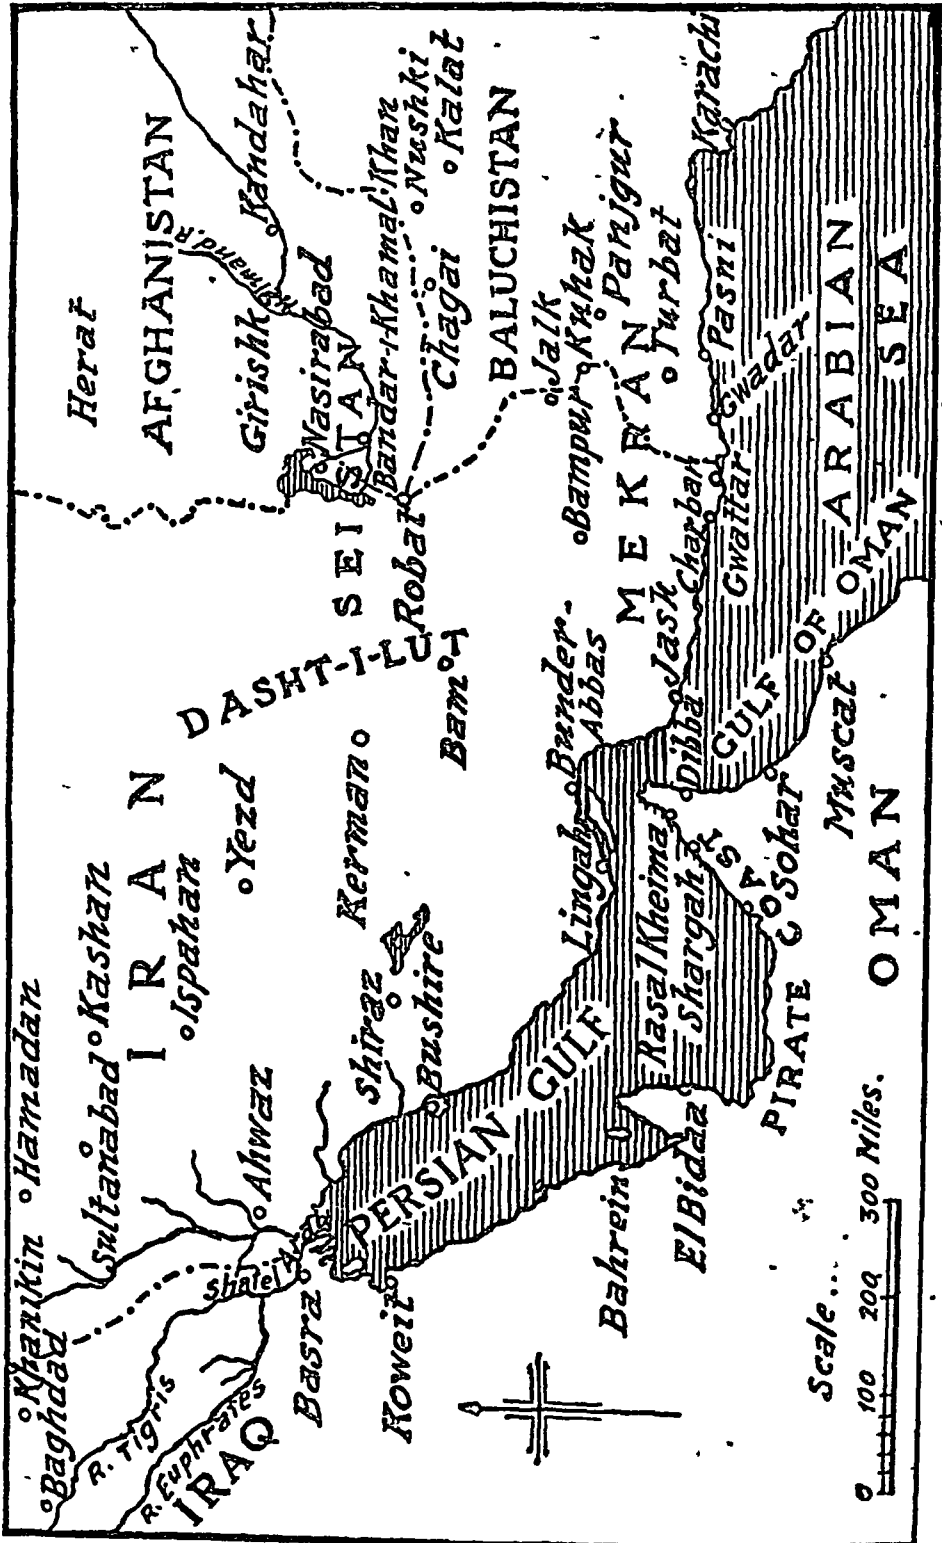 Herat
AFGHANISTAN
Helmand R.
Girishk
Kandahar
Nasirabad
SEISTAN
Bandar-i-Khamal-Khan
Nushki
Kalat
Chagai
Robat
BALUCHISTAN
Jalk
Kuhak
Panjgur
Bampur
MEKRAN
Turbat
Karachi
Pasni
Gwadar
Gwattar
Charbar
Jask
ARABIAN
SEA
GULF OF OMAN
DASHT-I-LUT
Bam
Kerman
Yezd
IRAN
Ispahan
Kashan
Hamadan
Sultanabad
Khanikin
Baghdad
R. Tigris
R. Euphrates
IRAQ
Shatel Arab
Ahwaz
Basra
Koweit
Shiraz
Bushire
PERSIAN GULF
Lingah
Bunder-
Abbas
Ras al Kheima
Shargah
Dibba
Sohar
Muscat
PIRATE COAST
OMAN
Bahrein
El Bidaa
Scale...
0 100 200 300 Miles.